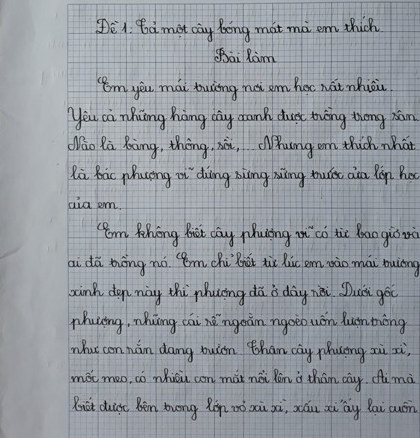 Đề 1: Tả một cây bóng mát mà em thích.
Bài làm
Em yêu mái trường nơi em học rất nhiều.
Yêu cả những hàng cây xanh được trồng trong sân.
Nào là bàng, thông, sồi,... Nhưng em thích nhất
là bác phượng vĩ đứng sừng sững trước cửa lớp học
của em.
Em không biết cây phượng vĩ có từ bao giờ và
ai đã trồng nó. Em chỉ biết từ lúc em vào mái trường
xinh đẹp này thì phượng đã ở đây rồi. Dưới gốc
phượng, những cái rễ ngoằn ngoèo uốn lượn trông
như con rắn đang trườn. Thân cây phượng xù xì,
mốc meo, có nhiều con mắt nổi lên ở thân cây. Ai mà
biết được bên trong lớp vỏ xù xì, xấu xí ấy lại cuồn